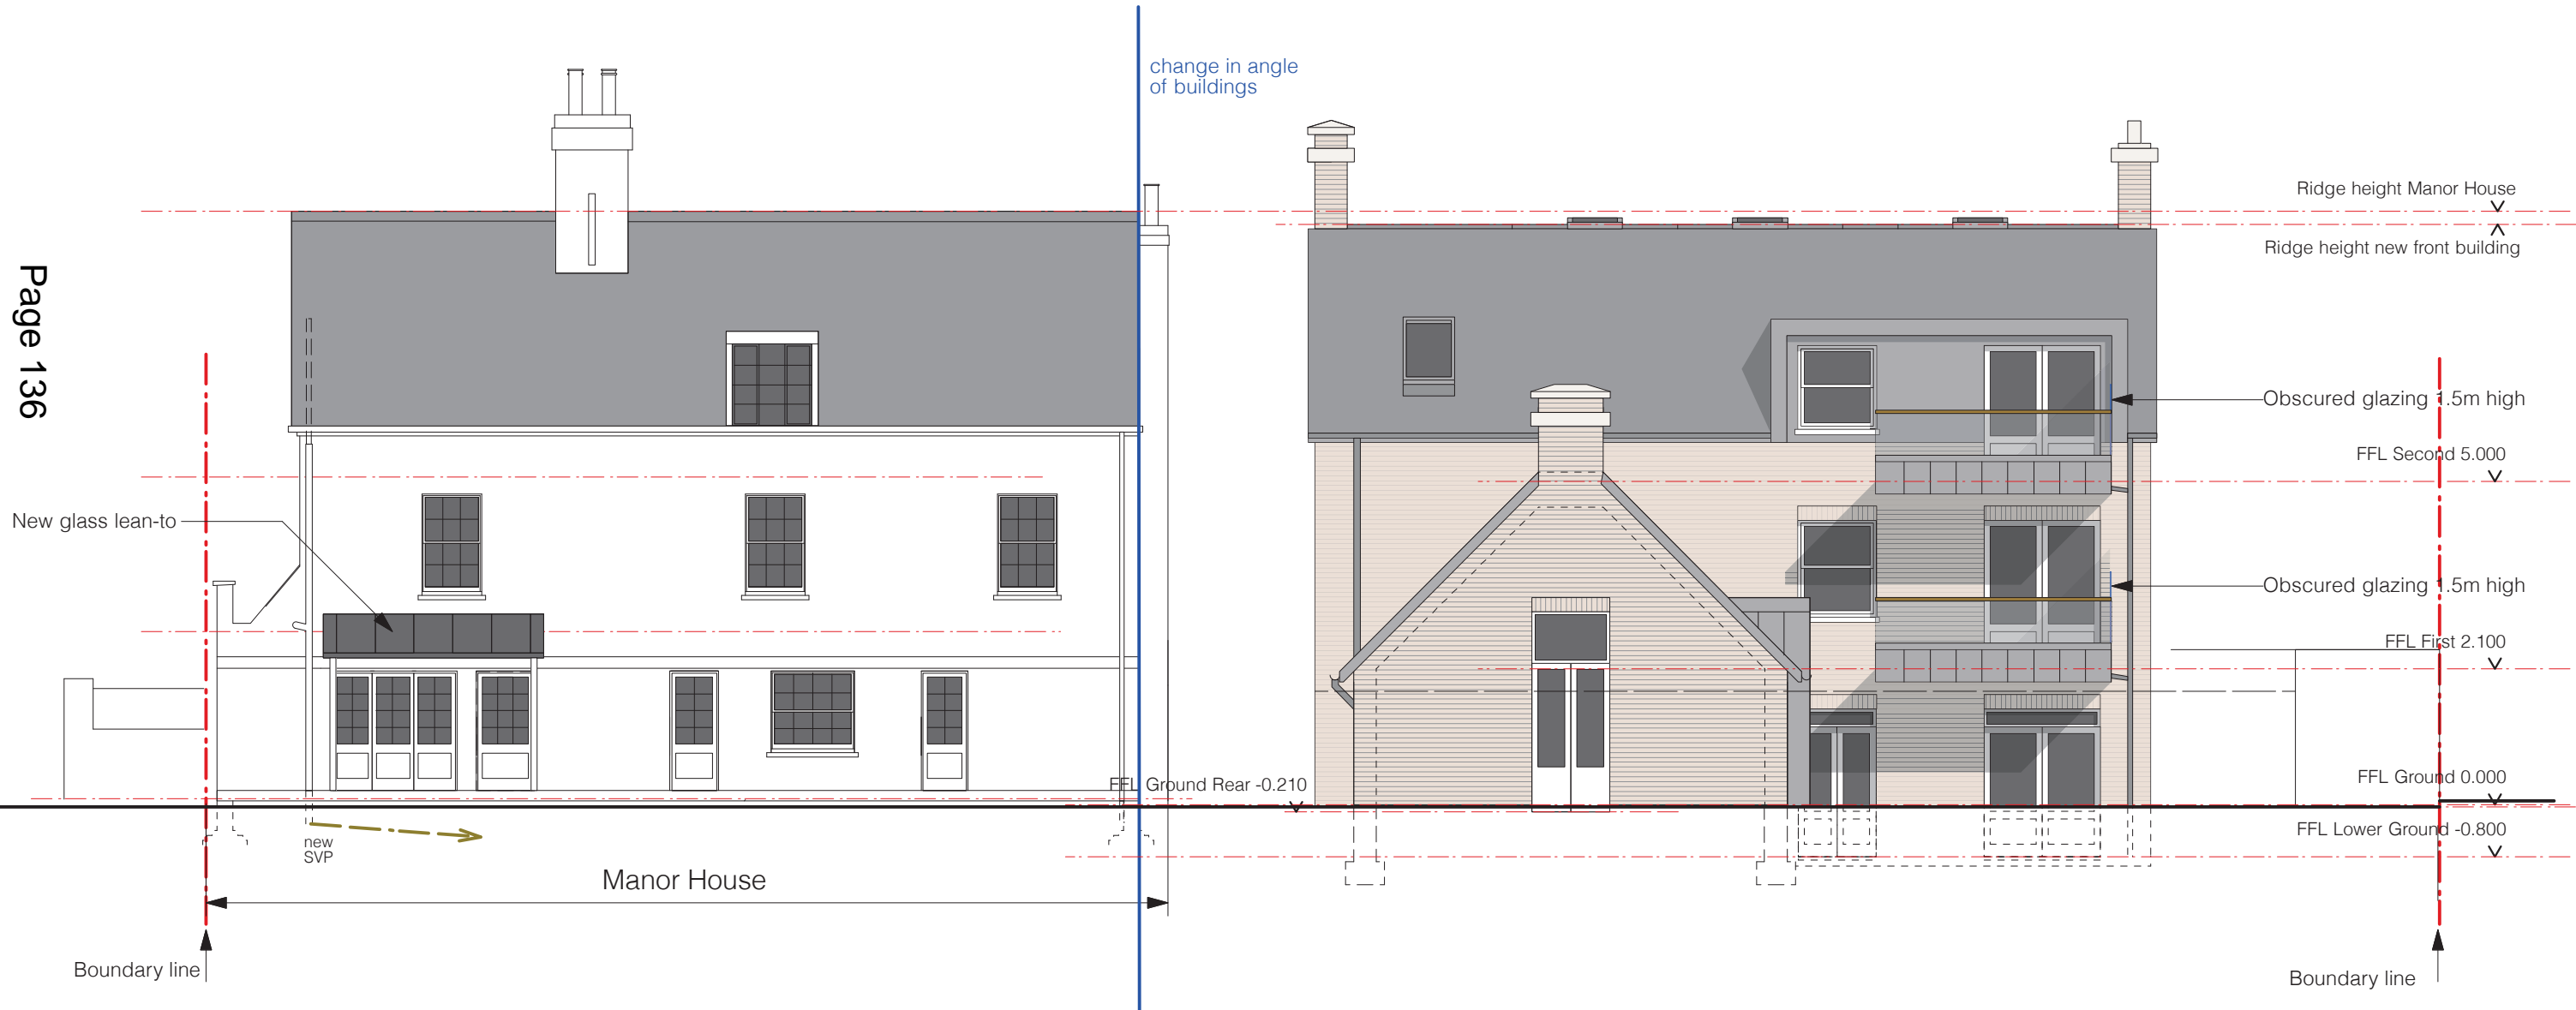 Page 136
change in angle
of buildings
Ridge height Manor House
Ridge height new front building
Obscured glazing 1.5m high
FFL Second 5.000
New glass lean-to
Obscured glazing 1.5m high
FFL First 2.100
FFL Ground Rear -0.210
FFL Ground 0.000
FFL Lower Ground -0.800
new
SVP
Manor House
Boundary line
Boundary line